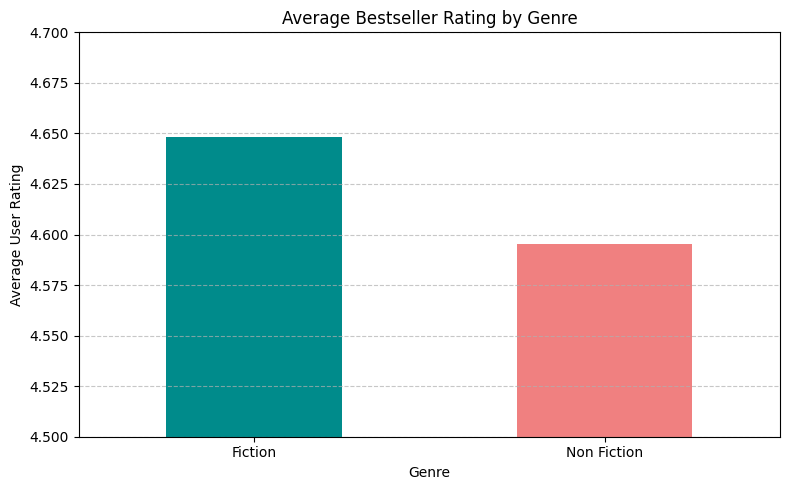 Average Bestseller Rating by Genre
Average User Rating
4.700
4.675
4.650
4.625
4.600
4.575
4.550
4.525
4.500
Fiction
Non Fiction
Genre